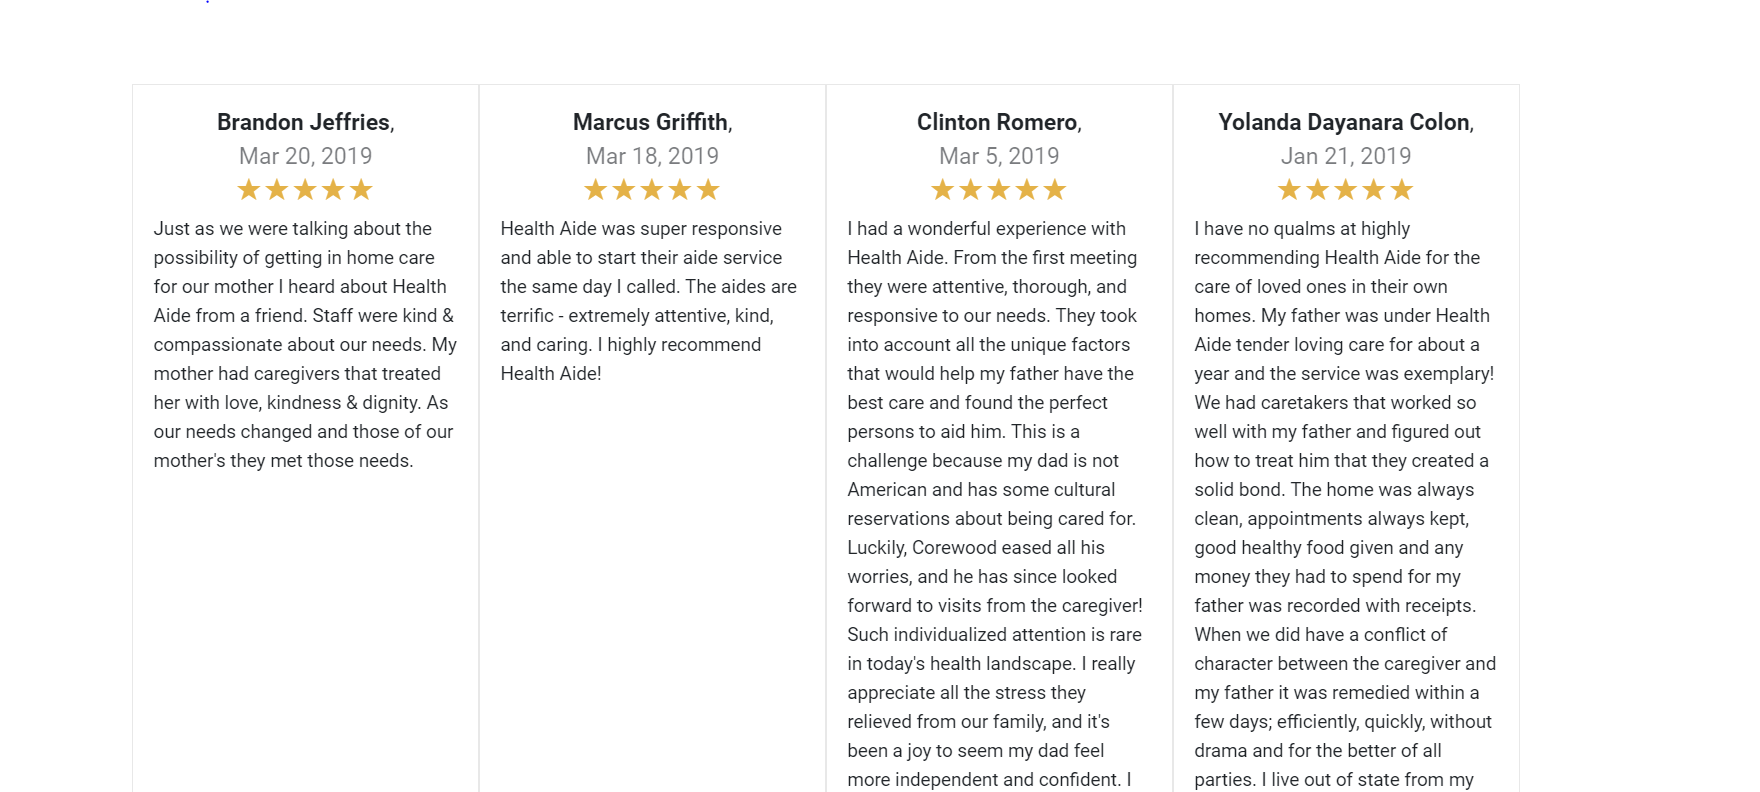 Brandon Jeffries,
Mar 20, 2019
Just as we were talking about the
possibility of getting in home care
for our mother I heard about Health
Aide from a friend. Staff were kind &
compassionate about our needs. My
mother had caregivers that treated
her with love, kindness & dignity. As
our needs changed and those of our
mother's they met those needs.
Marcus Griffith,
Mar 18, 2019
Health Aide was super responsive
and able to start their aide service
the same day I called. The aides are
terrific - extremely attentive, kind,
and caring. I highly recommend
Health Aide!
Clinton Romero,
Mar 5, 2019
I had a wonderful experience with
Health Aide. From the first meeting
they were attentive, thorough, and
responsive to our needs. They took
into account all the unique factors
that would help my father have the
best care and found the perfect
persons to aid him. This is a
challenge because my dad is not
American and has some cultural
reservations about being cared for.
Luckily, Corewood eased all his
worries, and he has since looked
forward to visits from the caregiver!
Such individualized attention is rare
in today's health landscape. I really
appreciate all the stress they
relieved from our family, and it's
been a joy to seem my dad feel
more independent and confident. I
Yolanda Dayanara Colon,
Jan 21, 2019
I have no qualms at highly
recommending Health Aide for the
care of loved ones in their own
homes. My father was under Health
Aide tender loving care for about a
year and the service was exemplary!
We had caretakers that worked so
well with my father and figured out
how to treat him that they created a
solid bond. The home was always
clean, appointments always kept,
good healthy food given and any
money they had to spend for my
father was recorded with receipts.
When we did have a conflict of
character between the caregiver and
my father it was remedied within a
few days; efficiently, quickly, without
drama and for the better of all
parties. I live out of state from my